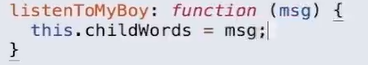 listenToMyBoy: function (msg) {
  this.childWords = msg;
}